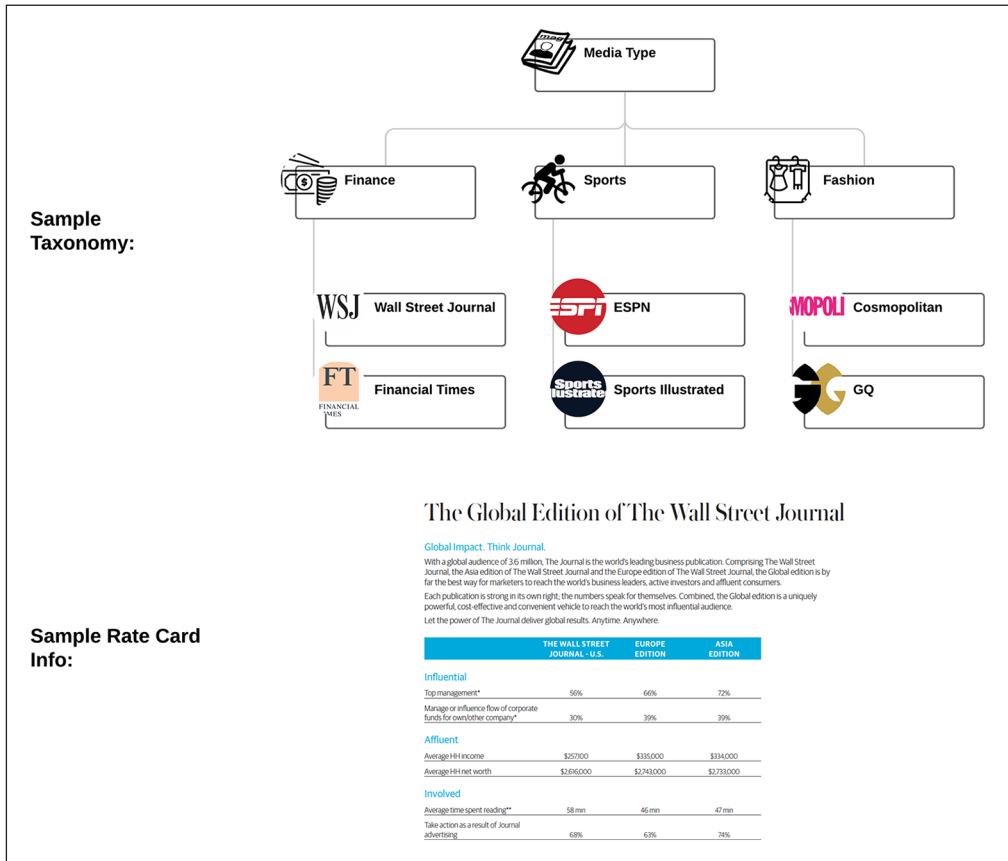 mag
Media Type
Finance
Sports
Fashion
Sample
Taxonomy:
WSJ
Wall Street Journal
ESPN
ESPN
MOPOLI
Cosmopolitan
FT
FINANCIAL
Financial Times
Sports
Sports Illustrated
GQ
The Global Edition of The Wall Street Journal
Global Impact. Think Journal.
With a global audience of 3.6 million, The Journal is the world's leading business publication. Comprising The Wall Street
Journal, the Asia edition of The Wall Street Journal and the Europe edition of The Wall Street Journal, the Global edition is by
far the best way for marketers to reach the world's business leaders, active investors and affluent consumers.
Each publication is strong in its own right; the numbers speak for themselves. Combined, the Global edition is a uniquely
powerful, cost-effective and convenient vehicle to reach the world's most influential audience.
Let the power of The Journal deliver global results. Anytime. Anywhere.
Sample Rate Card
Info:
THE WALL STREET JOURNAL - U.S. EUROPE EDITION ASIA EDITION
Influential
Top management* 56% 66% 72%
Manage or influence flow of corporate
funds for own/other company* 30% 39% 39%
Affluent
Average HH income $257,100 $335,000 $334,000
Average HH net worth $2,616,000 $2,743,000 $2,733,000
Involved
Average time spent reading** 58 min 46 min 47 min
Take action as a result of Journal
advertising 68% 63% 74%